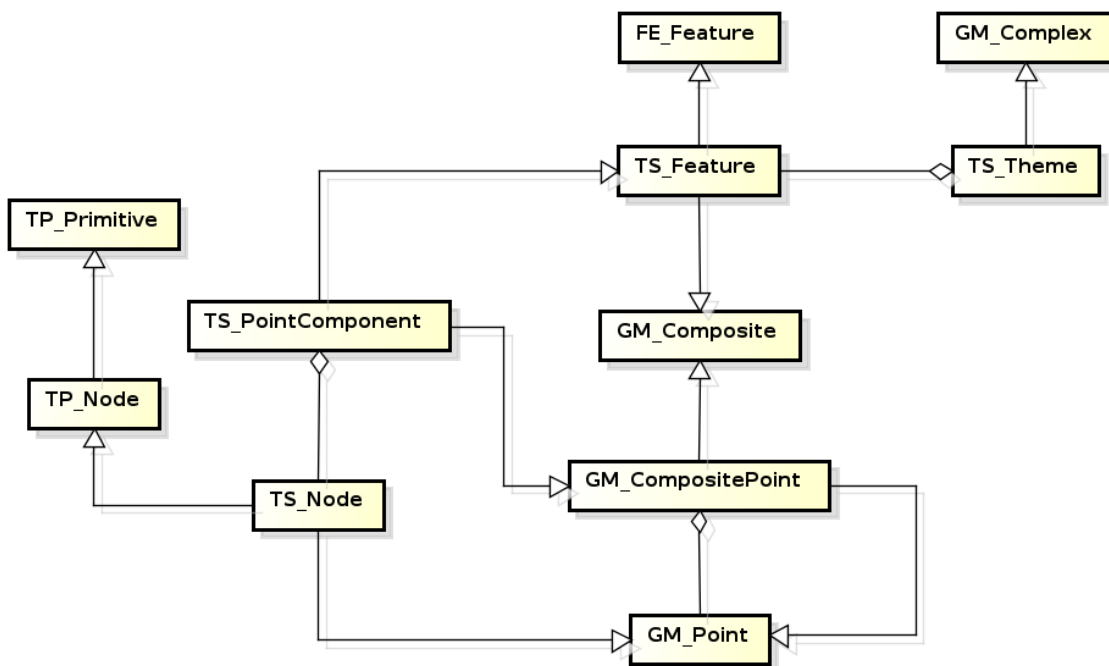 FE_Feature
GM_Complex
TS_Feature
TS_Theme
TP_Primitive
TS_PointComponent
GM_Composite
TP_Node
GM_CompositePoint
TS_Node
GM_Point